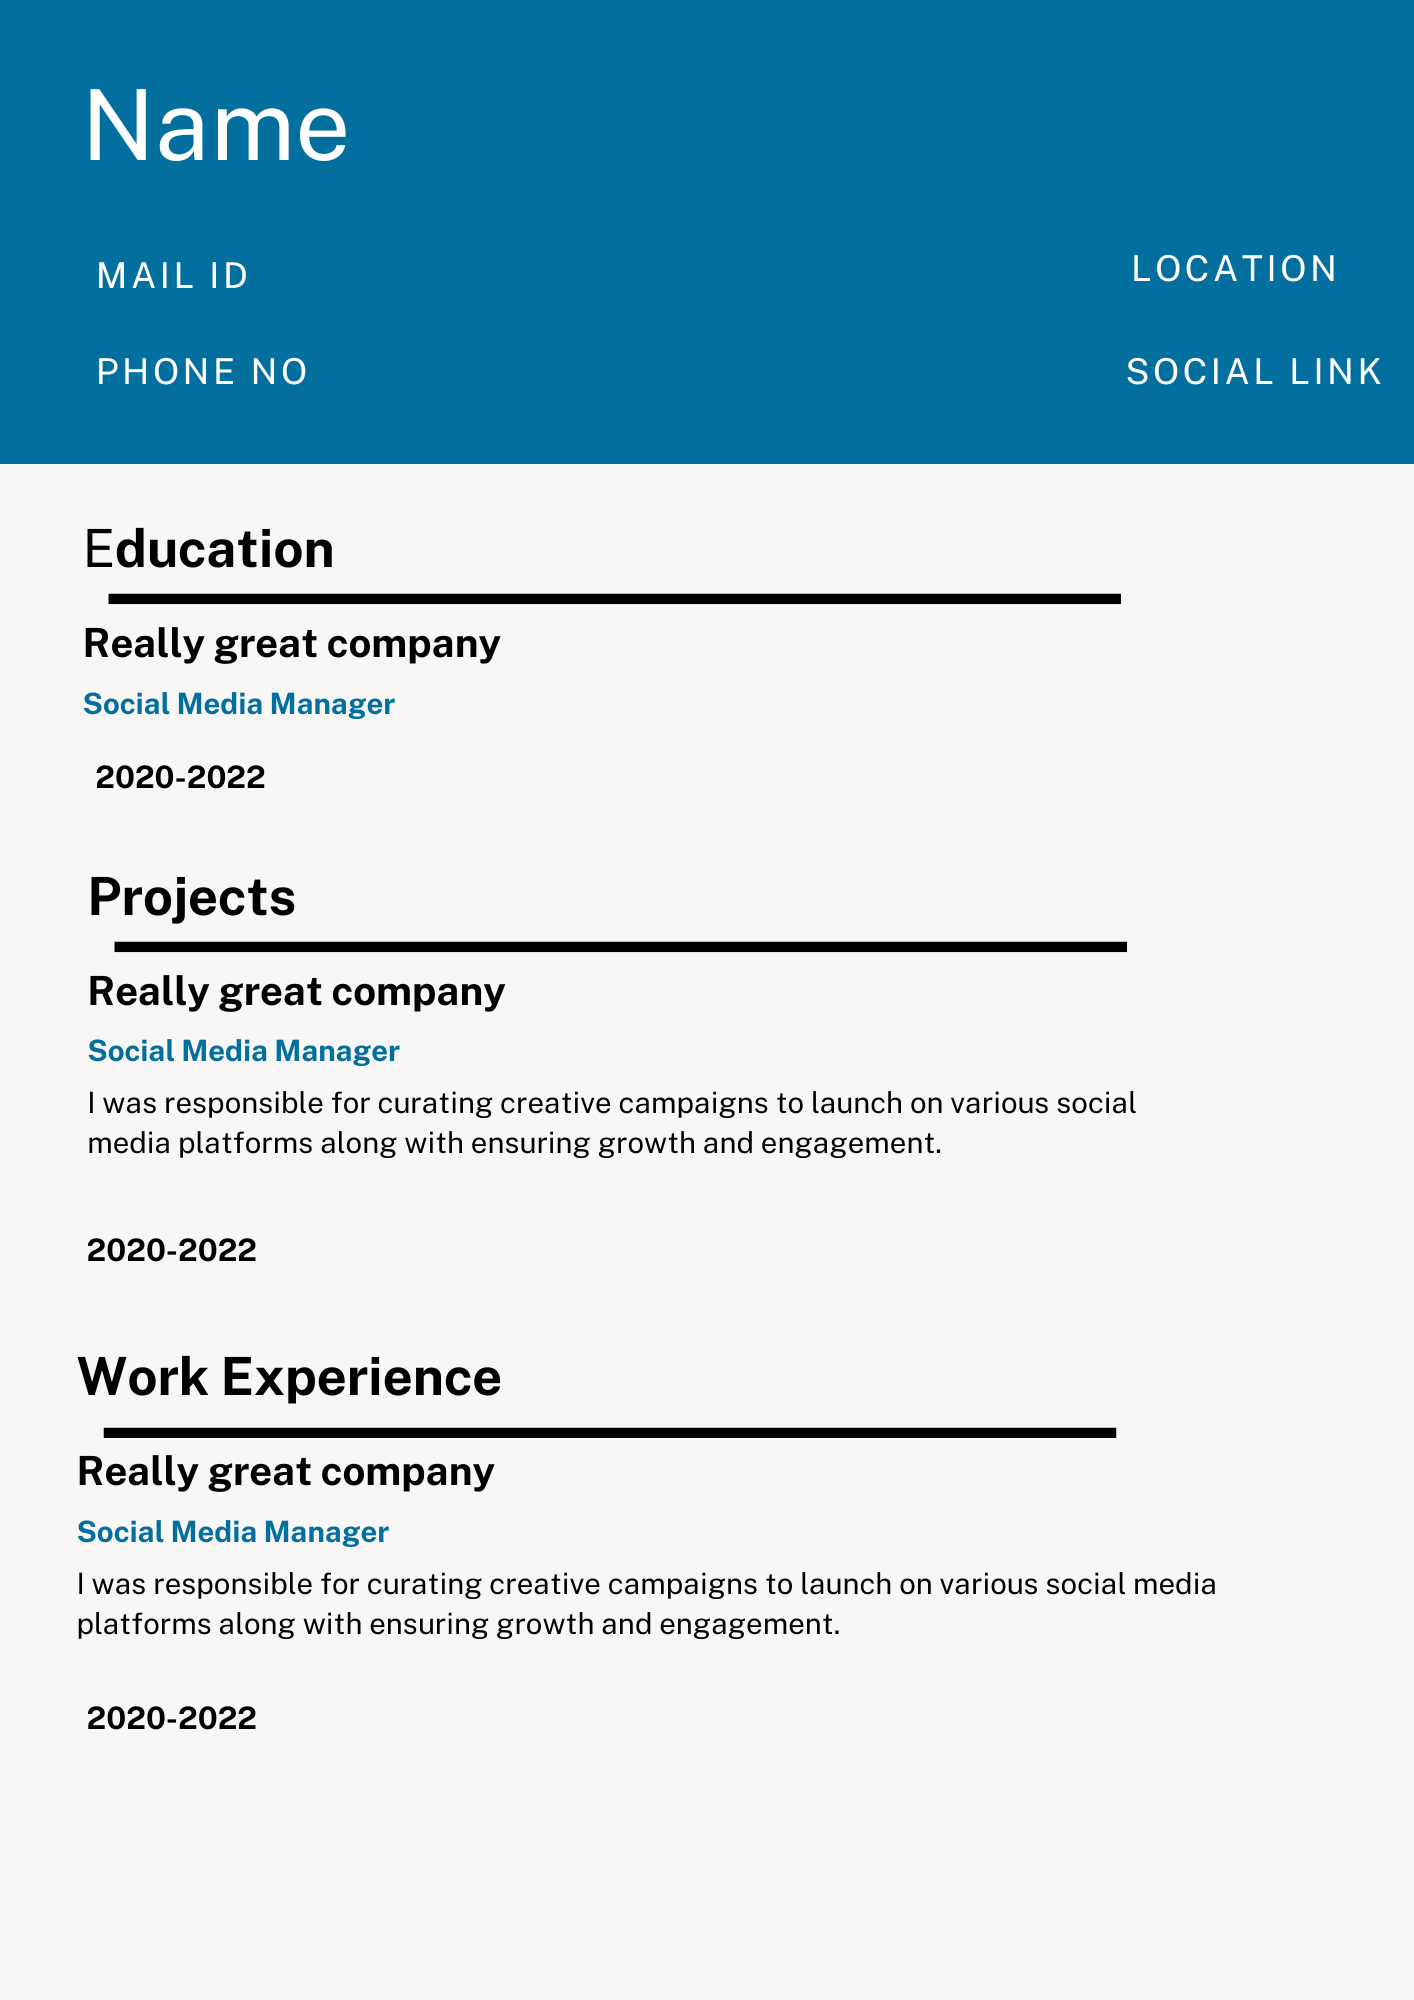 Name
MAIL ID
LOCATION
PHONE NO
SOCIAL LINK
Education
Really great company
Social Media Manager
2020-2022
Projects
Really great company
Social Media Manager
I was responsible for curating creative campaigns to launch on various social
media platforms along with ensuring growth and engagement.
2020-2022
Work Experience
Really great company
Social Media Manager
I was responsible for curating creative campaigns to launch on various social media
platforms along with ensuring growth and engagement.
2020-2022